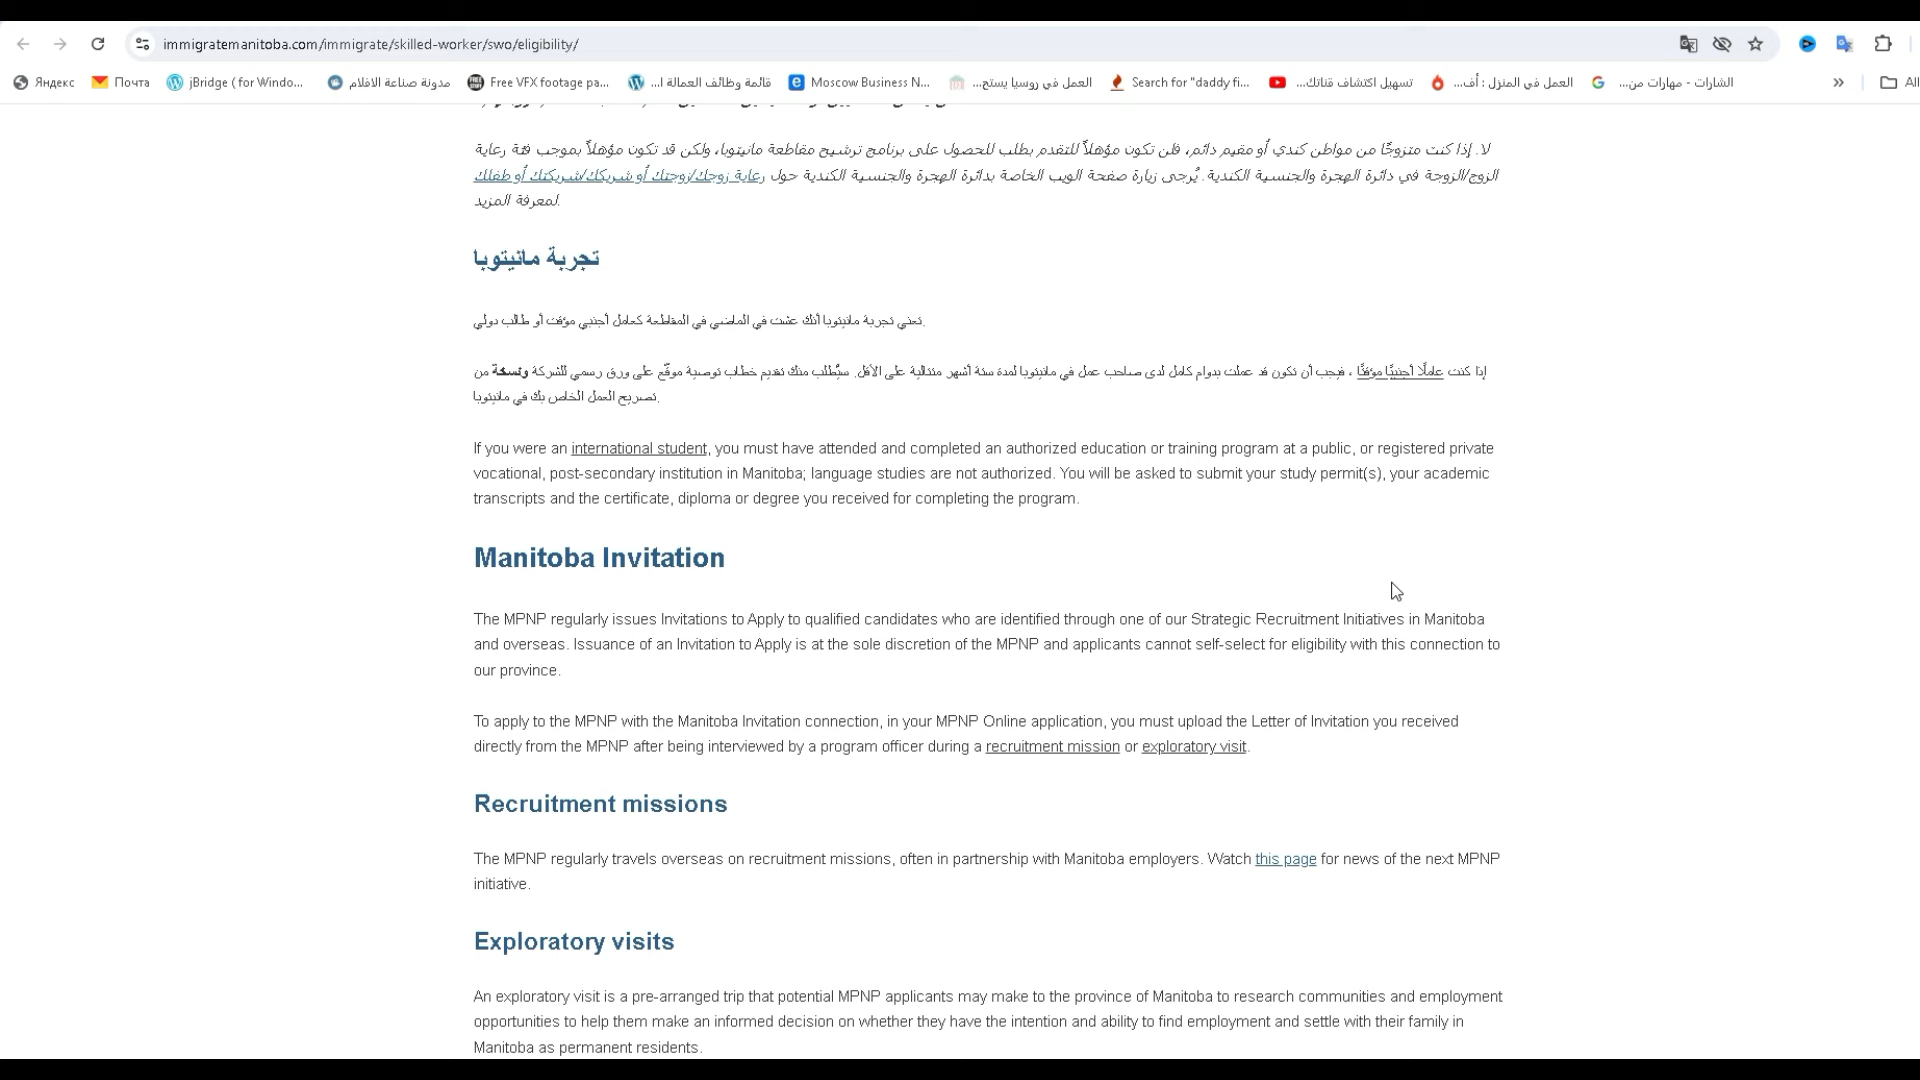 immigratemanitoba.com/immigrate/skilled-worker/swo/eligibility/
Яндекс
Почта
jBridge ( for Windo...
مدونة صناعة الافلام
Free VFX footage pa...
قائمة وظائف العمالة ا...
Moscow Business N...
العمل في روسيا يستح...
Search for "daddy fi...
تسهيل اكتشاف قناتك...
العمل في المنزل : أف...
الشارات - مهارات من...
»
All
لا. إذا كنت متزوجًا من مواطن كندي أو مقيم دائم، فلن تكون مؤهلاً للتقدم بطلب للحصول على برنامج ترشيح مقاطعة مانيتوبا، ولكن قد تكون مؤهلاً بموجب فئة رعاية
الزوج/الزوجة في دائرة الهجرة والجنسية الكندية. يُرجى زيارة صفحة الويب الخاصة بدائرة الهجرة والجنسية الكندية حول رعاية زوجك/زوجتك أو شريكك/شريكتك أو طفلك
لمعرفة المزيد.
تجربة مانيتوبا
تعني تجربة مانيتوبا أنك عشت في الماضي في المقاطعة كعامل أجنبي مؤقت أو طالب دولي.
إذا كنت عاملاً أجنبيًا مؤقتًا ، فيجب أن تكون قد عملت بدوام كامل لدى صاحب عمل في مانيتوبا لمدة ستة أشهر متتالية على الأقل. سيُطلب منك تقديم خطاب توصية موقّع على ورق رسمي للشركة ونسخة من
تصريح العمل الخاص بك في مانيتوبا.
If you were an international student, you must have attended and completed an authorized education or training program at a public, or registered private
vocational, post-secondary institution in Manitoba; language studies are not authorized. You will be asked to submit your study permit(s), your academic
transcripts and the certificate, diploma or degree you received for completing the program.
Manitoba Invitation
The MPNP regularly issues Invitations to Apply to qualified candidates who are identified through one of our Strategic Recruitment Initiatives in Manitoba
and overseas. Issuance of an Invitation to Apply is at the sole discretion of the MPNP and applicants cannot self-select for eligibility with this connection to
our province.
To apply to the MPNP with the Manitoba Invitation connection, in your MPNP Online application, you must upload the Letter of Invitation you received
directly from the MPNP after being interviewed by a program officer during a recruitment mission or exploratory visit.
Recruitment missions
The MPNP regularly travels overseas on recruitment missions, often in partnership with Manitoba employers. Watch this page for news of the next MPNP
initiative.
Exploratory visits
An exploratory visit is a pre-arranged trip that potential MPNP applicants may make to the province of Manitoba to research communities and employment
opportunities to help them make an informed decision on whether they have the intention and ability to find employment and settle with their family in
Manitoba as permanent residents.